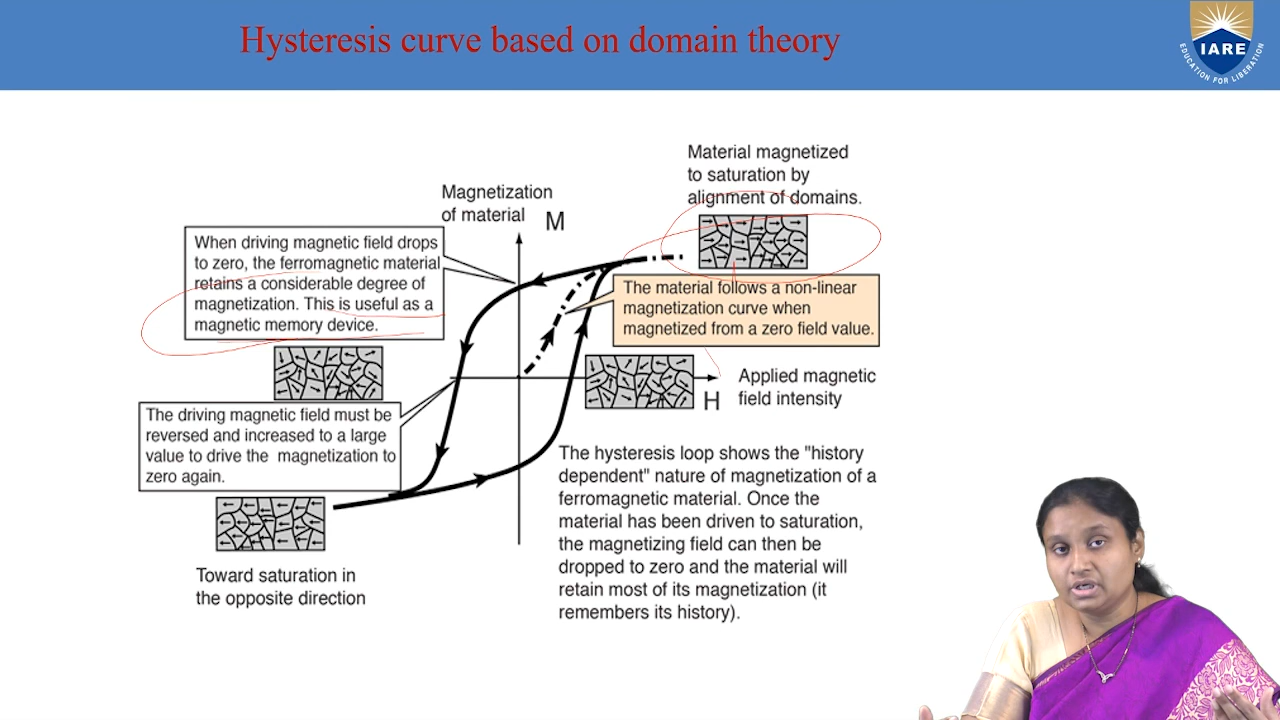 Hysteresis curve based on domain theory
IARE
EDUCATION FOR LIBERATION
Material magnetized
to saturation by
alignment of domains.
Magnetization
of material
M
When driving magnetic field drops
to zero, the ferromagnetic material
retains a considerable degree of
magnetization. This is useful as a
magnetic memory device.
The material follows a non-linear
magnetization curve when
magnetized from a zero field value.
Applied magnetic
field intensity
H
The driving magnetic field must be
reversed and increased to a large
value to drive the magnetization to
zero again.
The hysteresis loop shows the "history
dependent" nature of magnetization of a
ferromagnetic material. Once the
material has been driven to saturation,
the magnetizing field can then be
dropped to zero and the material will
retain most of its magnetization (it
remembers its history).
Toward saturation in
the opposite direction